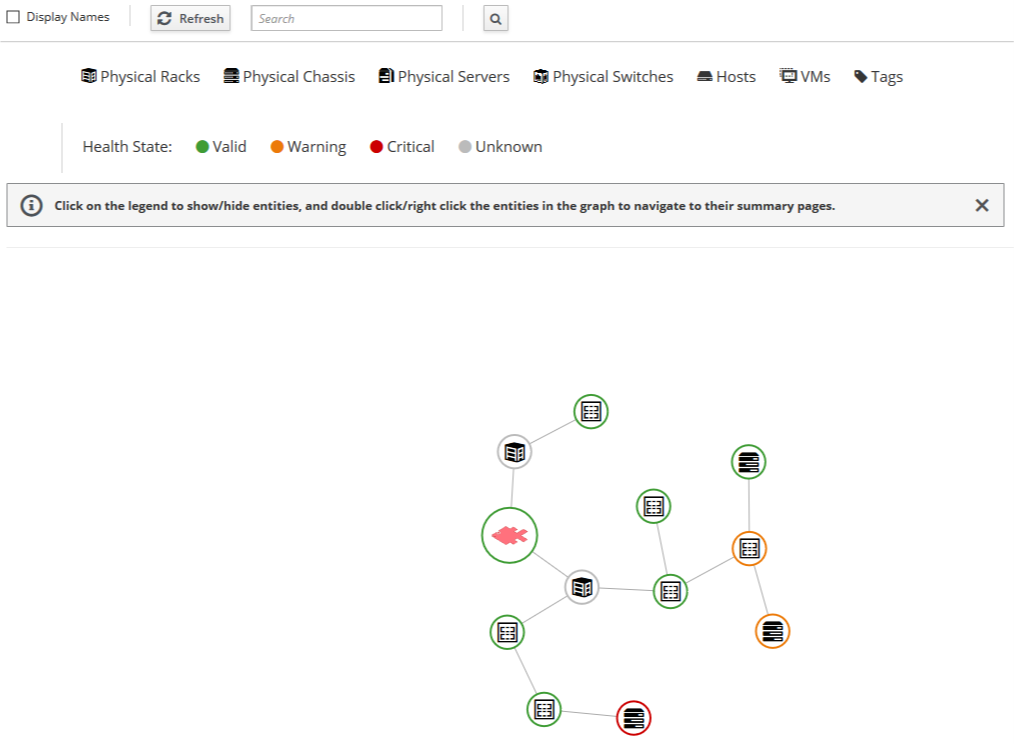 Display Names
Refresh
Search
Physical Racks Physical Chassis Physical Servers Physical Switches Hosts VMs Tags
Health State: Valid Warning Critical Unknown
Click on the legend to show/hide entities, and double click/right click the entities in the graph to navigate to their summary pages.